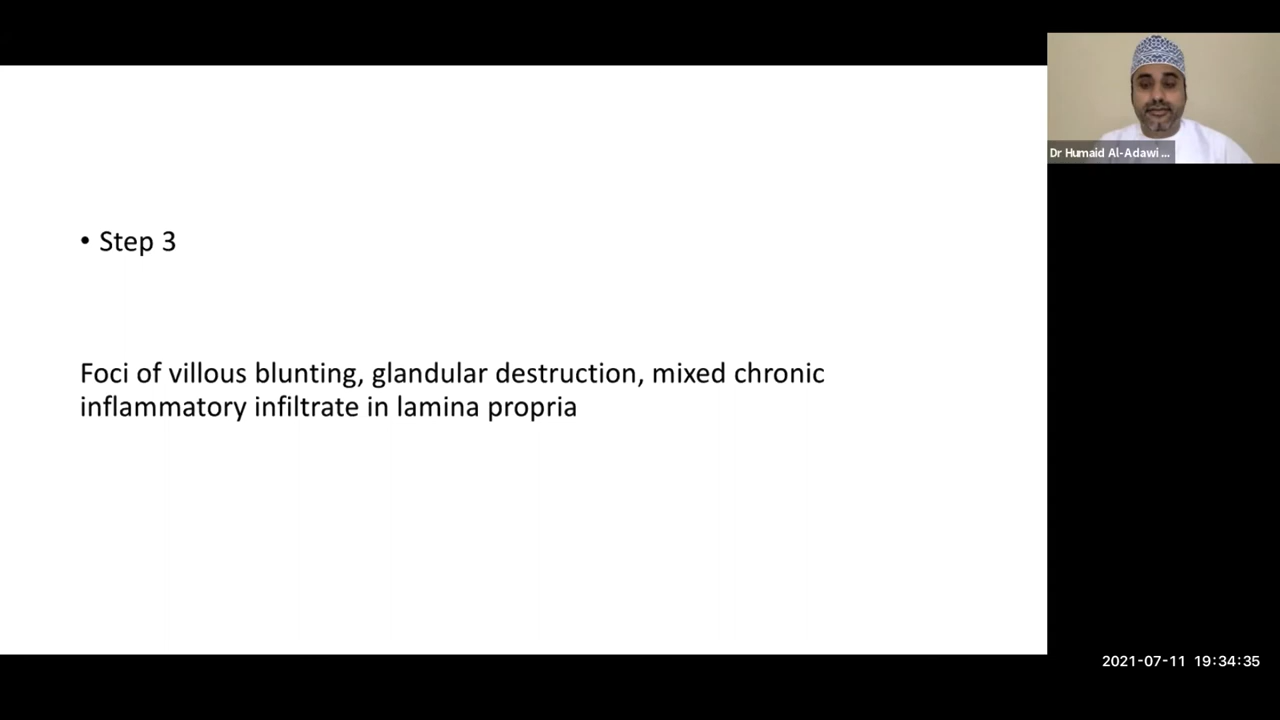 Dr Humaid Al-Adawi ...
• Step 3
Foci of villous blunting, glandular destruction, mixed chronic
inflammatory infiltrate in lamina propria
2021-07-11 19:34:35